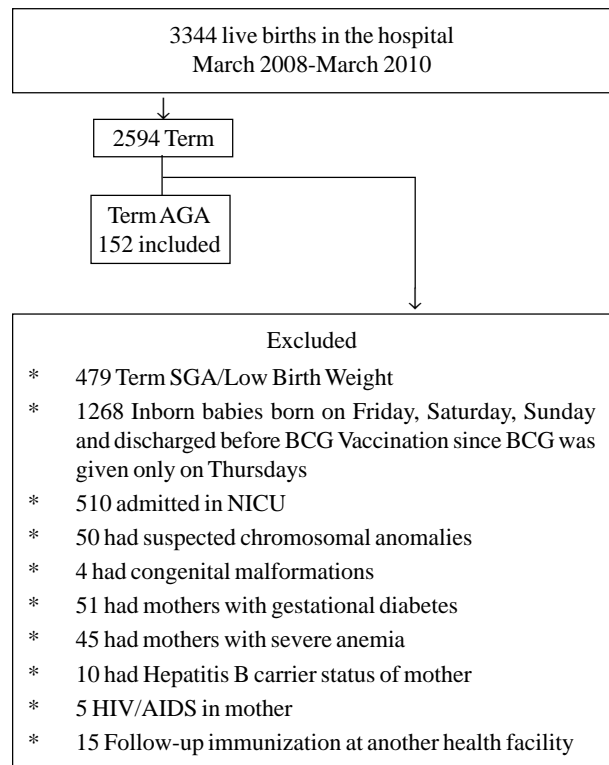 3344 live births in the hospital
March 2008-March 2010
2594 Term
Term AGA
152 included
Excluded
* 479 Term SGA/Low Birth Weight
* 1268 Inborn babies born on Friday, Saturday, Sunday
and discharged before BCG Vaccination since BCG was
given only on Thursdays
* 510 admitted in NICU
* 50 had suspected chromosomal anomalies
* 4 had congenital malformations
* 51 had mothers with gestational diabetes
* 45 had mothers with severe anemia
* 10 had Hepatitis B carrier status of mother
* 5 HIV/AIDS in mother
* 15 Follow-up immunization at another health facility